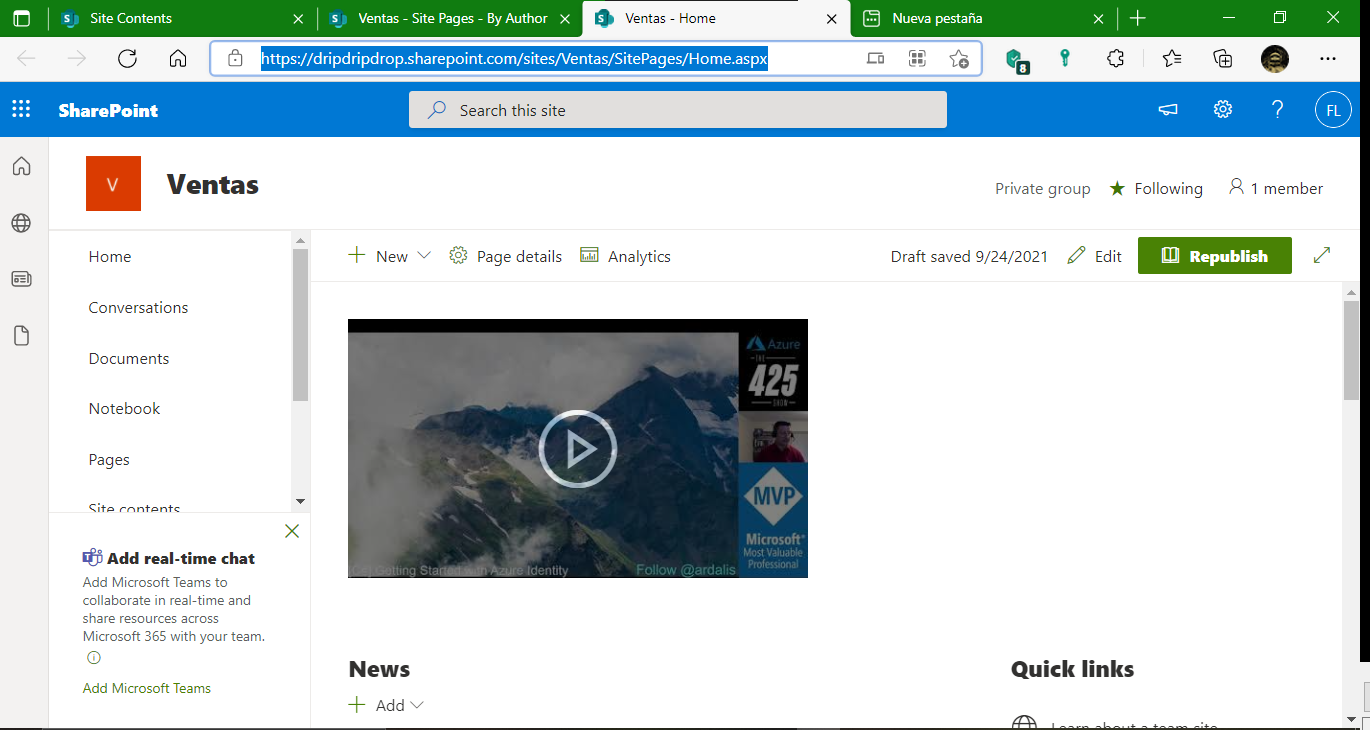 Site Contents
Ventas - Site Pages - By Author
Ventas - Home
Nueva pestaña
https://dripdripdrop.sharepoint.com/sites/Ventas/SitePages/Home.aspx
8
SharePoint
Search this site
?
FL
V
Ventas
Private group
Following
1 member
Home
Conversations
Documents
Notebook
Pages
Site contents
New
Page details
Analytics
Draft saved 9/24/2021
Edit
Republish
Azure
THE
425
SHOW
MVP
Microsoft®
Most Valuable
Professional
Getting Started with Azure Identity
Follow @ardalis
Add real-time chat
Add Microsoft Teams to
collaborate in real-time and
share resources across
Microsoft 365 with your team.
Add Microsoft Teams
News
Add
Quick links
Learn about a team site